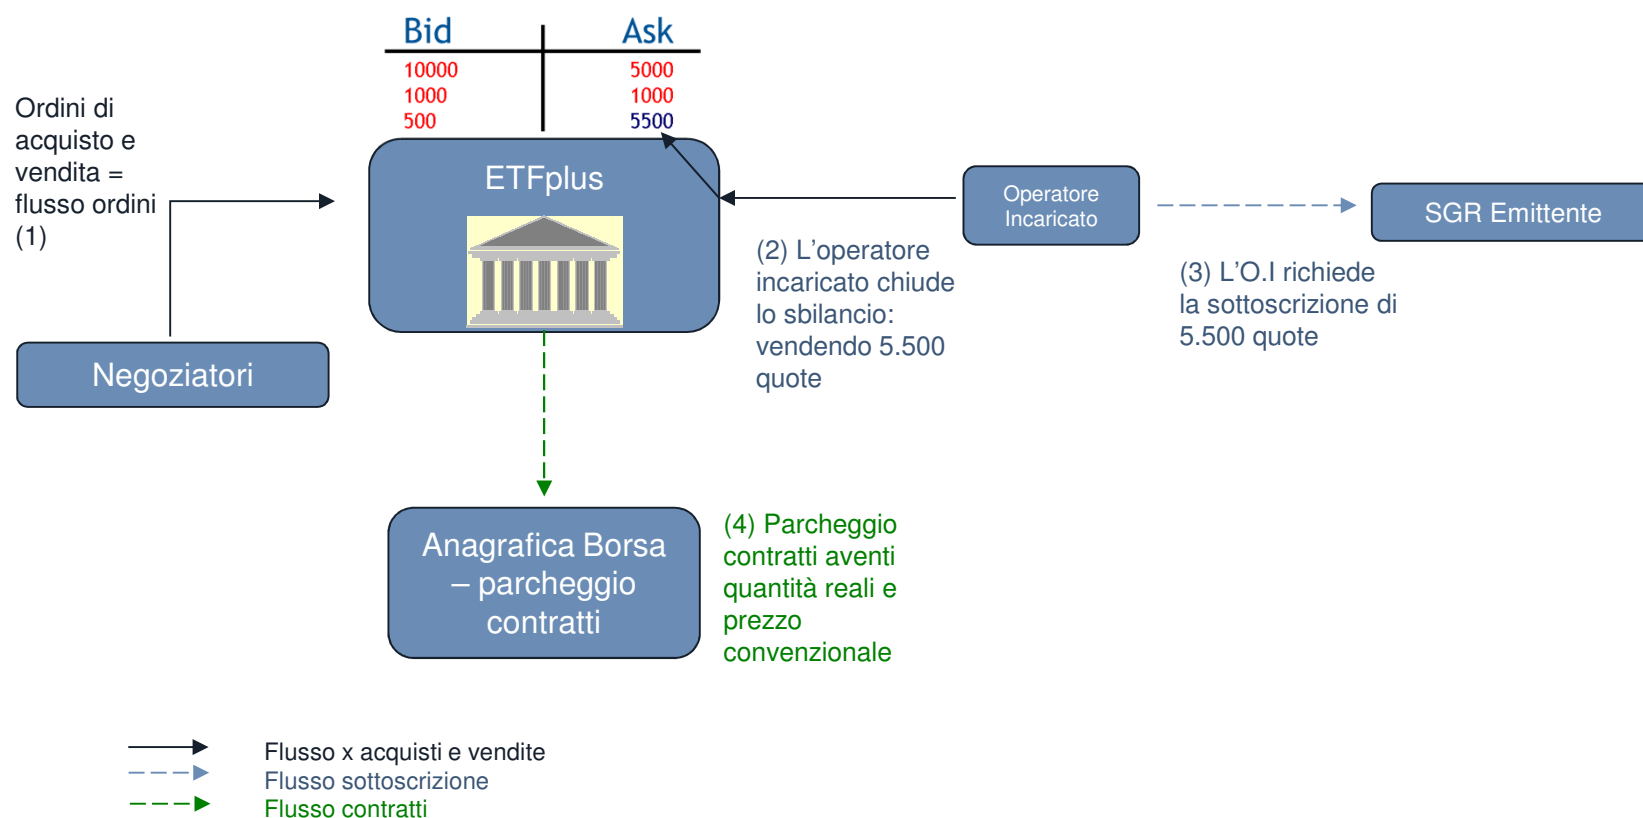 Bid Ask
10000 5000
1000 1000
500 5500
Ordini di
acquisto e
vendita =
flusso ordini
(1)
ETFplus
Operatore
Incaricato
SGR Emittente
(2) L'operatore
incaricato chiude
lo sbilancio:
vendendo 5.500
quote
(3) L'O.I richiede
la sottoscrizione di
5.500 quote
Negoziatori
Anagrafica Borsa
– parcheggio
contratti
(4) Parcheggio
contratti aventi
quantità reali e
prezzo
convenzionale
Flusso x acquisti e vendite
Flusso sottoscrizione
Flusso contratti